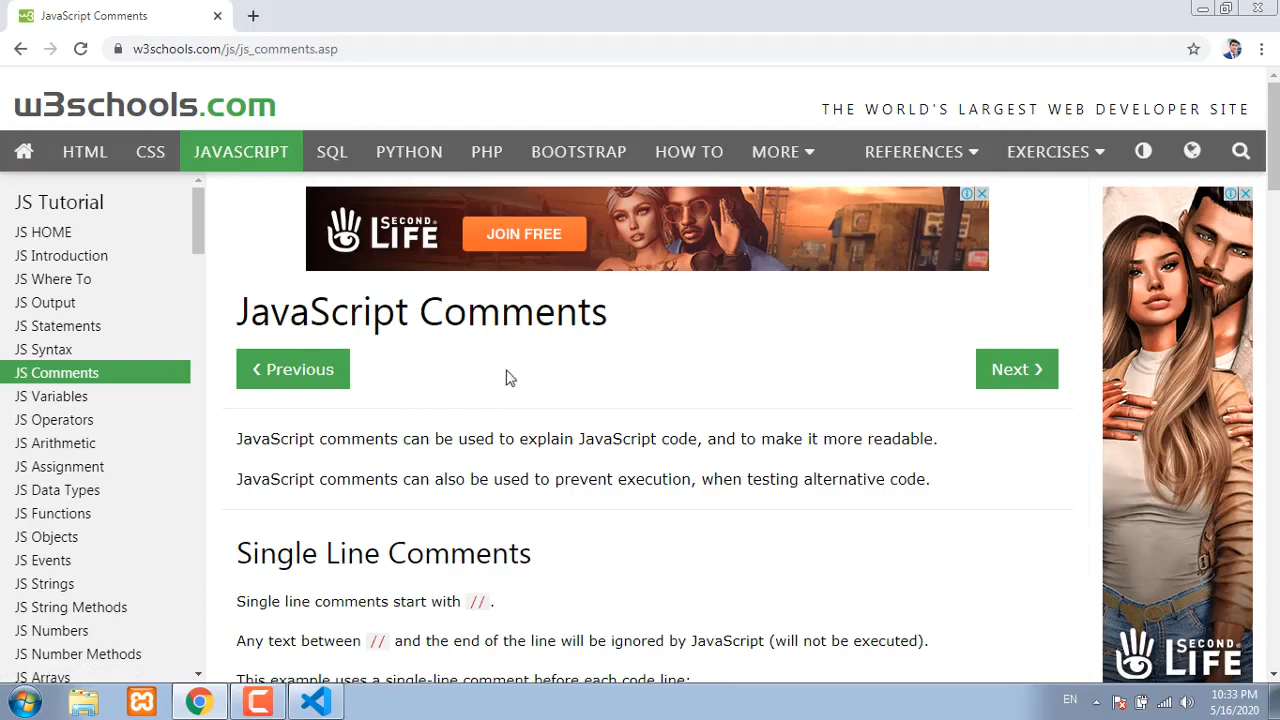 JavaScript Comments
w3schools.com/js/js_comments.asp
w3schools.com
THE WORLD'S LARGEST WEB DEVELOPER SITE
HTML CSS JAVASCRIPT SQL PYTHON PHP BOOTSTRAP HOW TO MORE REFERENCES EXERCISES
JS Tutorial
JS HOME
JS Introduction
JS Where To
JS Output
JS Statements
JS Syntax
JS Comments
JS Variables
JS Operators
JS Arithmetic
JS Assignment
JS Data Types
JS Functions
JS Objects
JS Events
JS Strings
JS String Methods
JS Numbers
JS Number Methods
JS Arrays
SECOND LIFE JOIN FREE
JavaScript Comments
❮ Previous
Next ❯
JavaScript comments can be used to explain JavaScript code, and to make it more readable.
JavaScript comments can also be used to prevent execution, when testing alternative code.
Single Line Comments
Single line comments start with //.
Any text between // and the end of the line will be ignored by JavaScript (will not be executed).
This example uses a single-line comment before each code line:
SECOND LIFE
EN
10:33 PM
5/16/2020